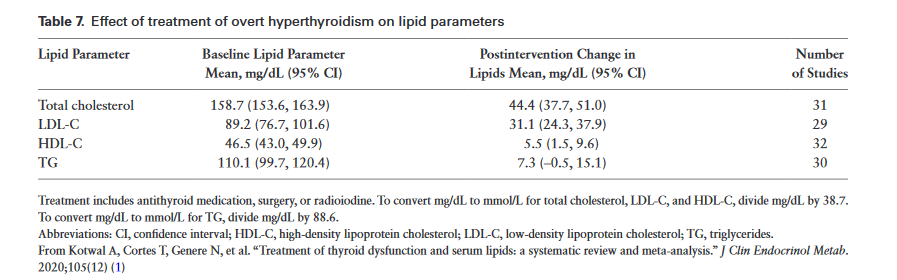 Table 7. Effect of treatment of overt hyperthyroidism on lipid parameters
Lipid Parameter Baseline Lipid Parameter Mean, mg/dL (95% CI) Postintervention Change in Lipids Mean, mg/dL (95% CI) Number of Studies
Total cholesterol 158.7 (153.6, 163.9) 44.4 (37.7, 51.0) 31
LDL-C 89.2 (76.7, 101.6) 31.1 (24.3, 37.9) 29
HDL-C 46.5 (43.0, 49.9) 5.5 (1.5, 9.6) 32
TG 110.1 (99.7, 120.4) 7.3 (–0.5, 15.1) 30
Treatment includes antithyroid medication, surgery, or radioiodine. To convert mg/dL to mmol/L for total cholesterol, LDL-C, and HDL-C, divide mg/dL by 38.7.
To convert mg/dL to mmol/L for TG, divide mg/dL by 88.6.
Abbreviations: CI, confidence interval; HDL-C, high-density lipoprotein cholesterol; LDL-C, low-density lipoprotein cholesterol; TG, triglycerides.
From Kotwal A, Cortes T, Genere N, et al. “Treatment of thyroid dysfunction and serum lipids: a systematic review and meta-analysis.” J Clin Endocrinol Metab.
2020;105(12) (1)